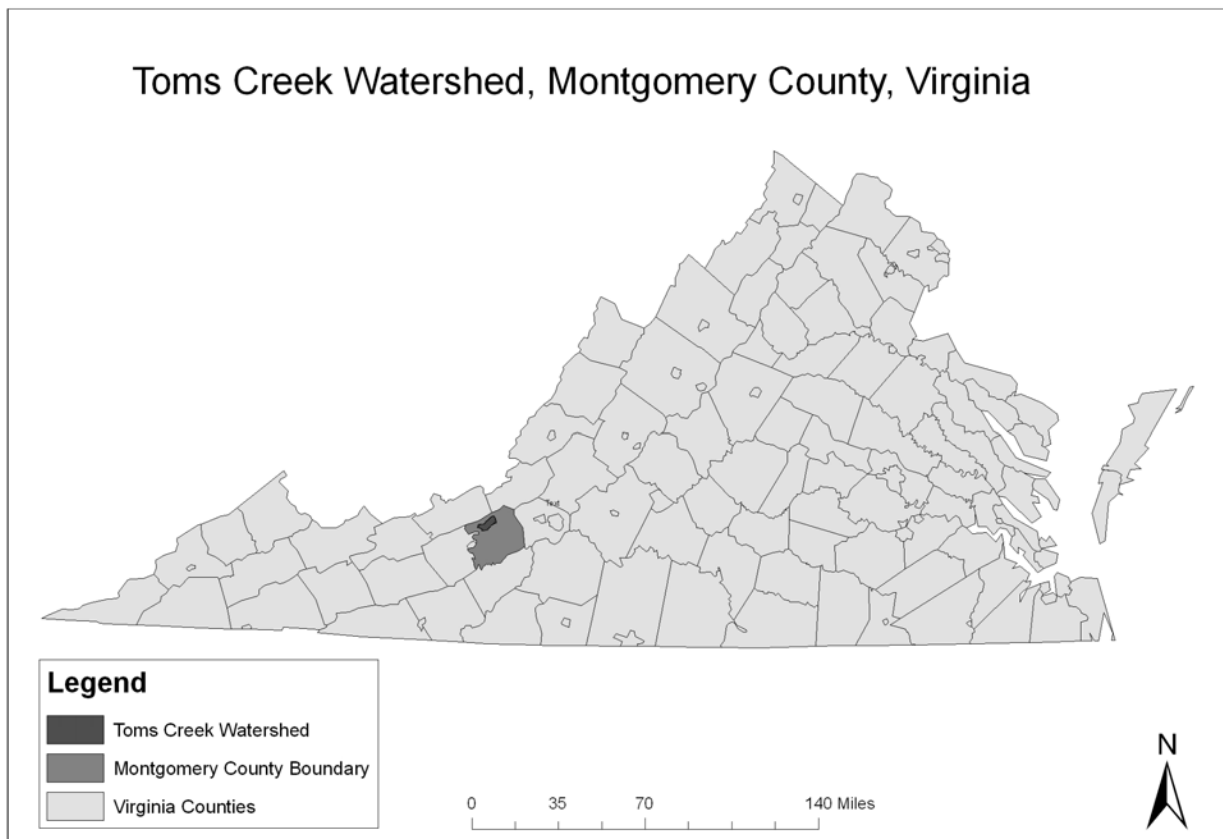 Toms Creek Watershed, Montgomery County, Virginia
Legend
Toms Creek Watershed
Montgomery County Boundary
Virginia Counties
0 35 70 140 Miles
N